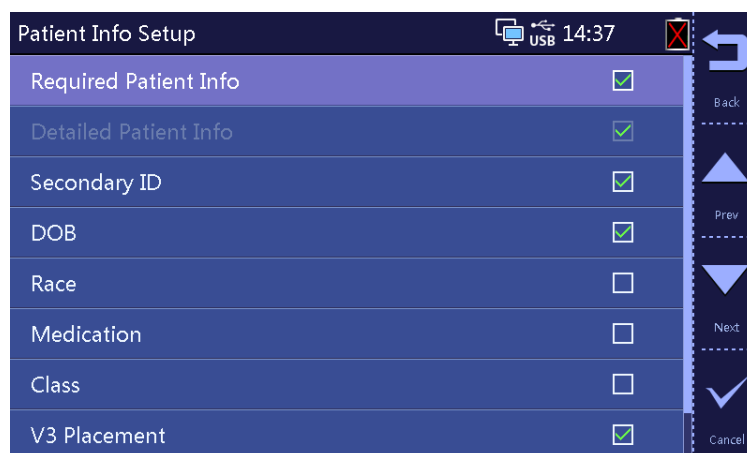 Patient Info Setup USB 14:37
Required Patient Info
Back
Detailed Patient Info
Secondary ID
Prev
DOB
Race
Medication
Next
Class
V3 Placement
Cancel